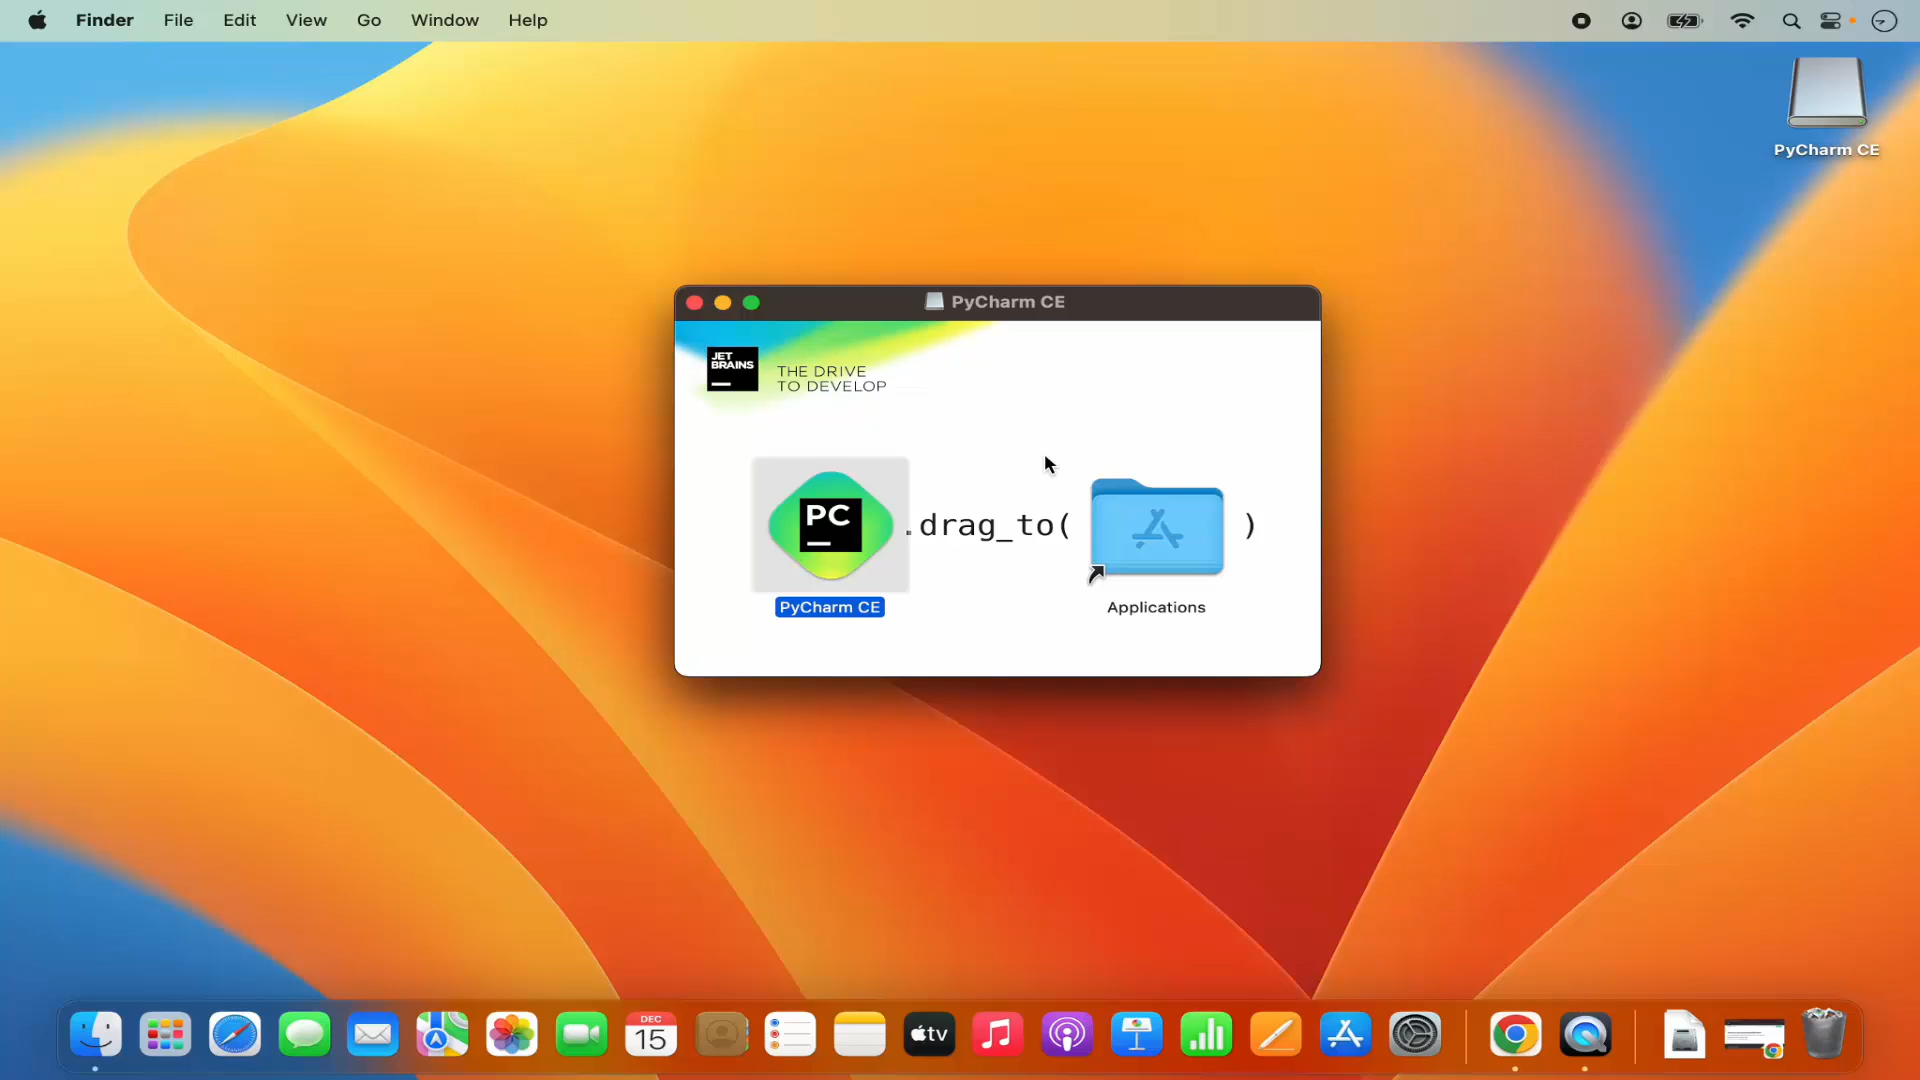 Finder File Edit View Go Window Help
PyCharm CE
PyCharm CE
JET
BRAINS
THE DRIVE
TO DEVELOP
PC
.drag_to( )
PyCharm CE
Applications
DEC
15
tv